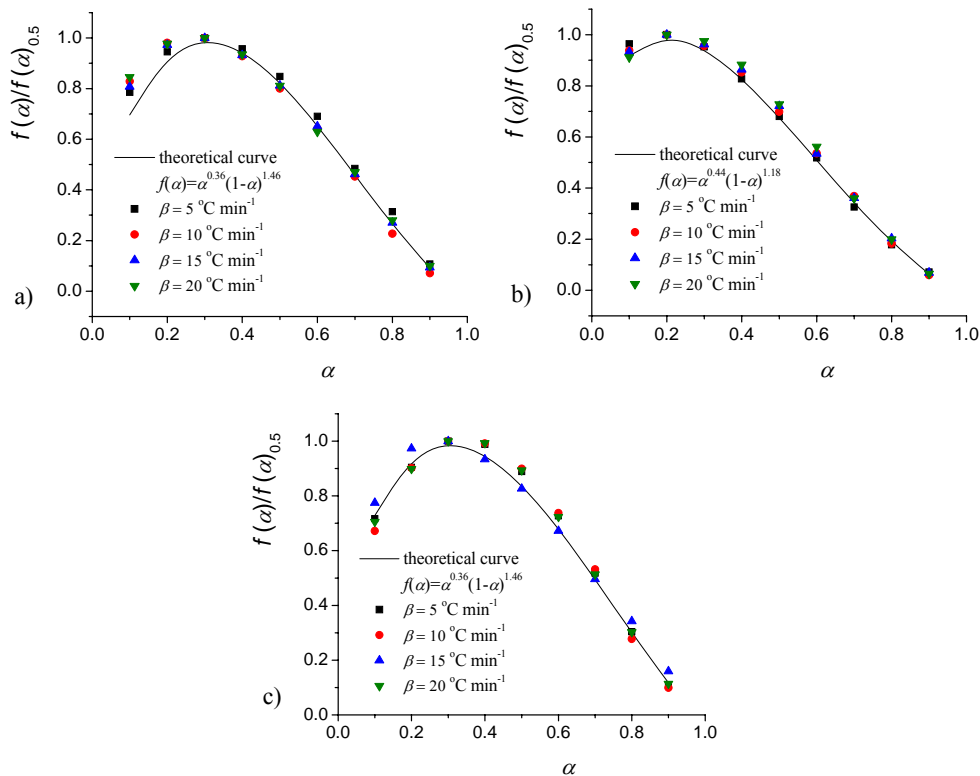 a)
f (α)/f (α)0.5
1.0
0.8
0.6
0.4
0.2
0.0
theoretical curve
f(α)=α^0.36(1-α)^1.46
β = 5 °C min^-1
β = 10 °C min^-1
β = 15 °C min^-1
β = 20 °C min^-1
0.0 0.2 0.4 0.6 0.8 1.0
α
b)
f (α)/f (α)0.5
1.0
0.8
0.6
0.4
0.2
0.0
theoretical curve
f(α)=α^0.44(1-α)^1.18
β = 5 °C min^-1
β = 10 °C min^-1
β = 15 °C min^-1
β = 20 °C min^-1
0.0 0.2 0.4 0.6 0.8 1.0
α
c)
f (α)/f (α)0.5
1.0
0.8
0.6
0.4
0.2
0.0
theoretical curve
f(α)=α^0.36(1-α)^1.46
β = 5 °C min^-1
β = 10 °C min^-1
β = 15 °C min^-1
β = 20 °C min^-1
0.0 0.2 0.4 0.6 0.8 1.0
α